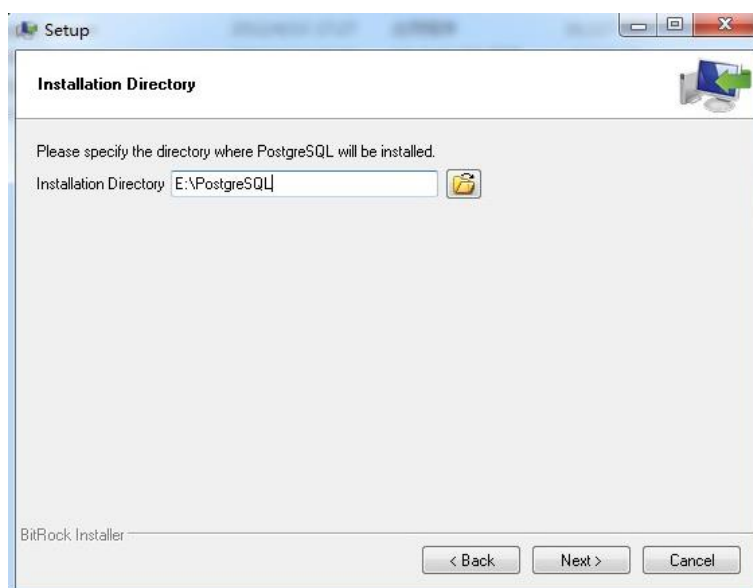 Setup
Installation Directory
Please specify the directory where PostgreSQL will be installed.
Installation Directory E:\PostgreSQL
BitRock Installer
< Back Next > Cancel